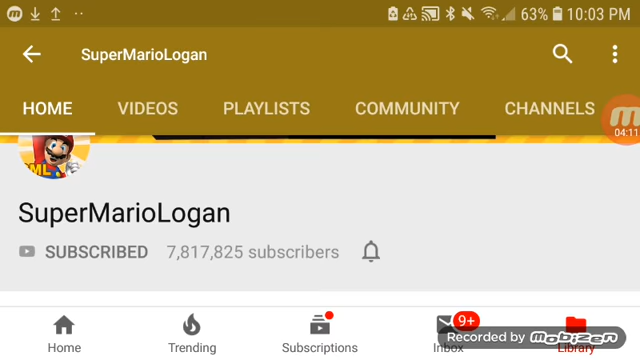 63% 10:03 PM
SuperMarioLogan
HOME VIDEOS PLAYLISTS COMMUNITY CHANNELS
04:11
SML
SuperMarioLogan
SUBSCRIBED 7,817,825 subscribers
9+
Home Trending Subscriptions Inbox Library
Recorded by Mobizen